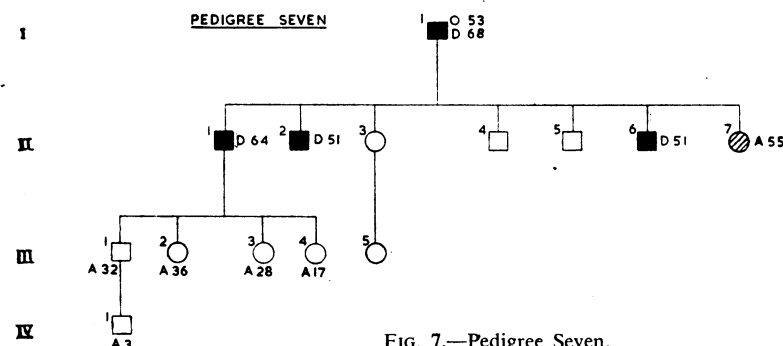 PEDIGREE SEVEN
I
1 O 53
D 68
II
1 D 64 2 D 51 3 4 5 6 D 51 7 A 55
III
1 2 3 4 5
A 32 A 36 A 28 A 17
IV
1
A 3
FIG. 7.—Pedigree Seven.